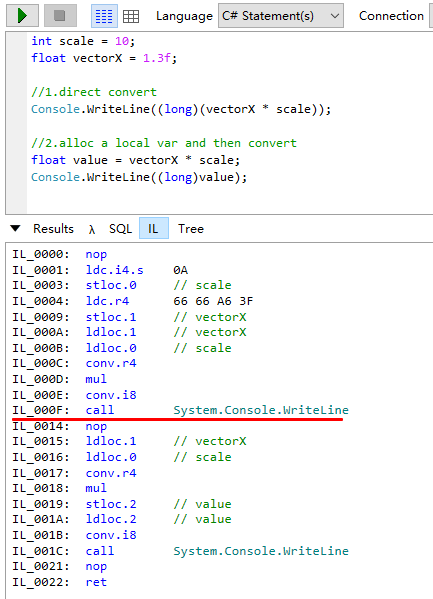 Language C# Statement(s) Connection
int scale = 10;
float vectorX = 1.3f;
//1.direct convert
Console.WriteLine((long)(vectorX * scale));
//2.alloc a local var and then convert
float value = vectorX * scale;
Console.WriteLine((long)value);
Results λ SQL IL Tree
IL_0000: nop
IL_0001: ldc.i4.s 0A
IL_0003: stloc.0 // scale
IL_0004: ldc.r4 66 66 A6 3F
IL_0009: stloc.1 // vectorX
IL_000A: ldloc.1 // vectorX
IL_000B: ldloc.0 // scale
IL_000C: conv.r4
IL_000D: mul
IL_000E: conv.i8
IL_000F: call System.Console.WriteLine
IL_0014: nop
IL_0015: ldloc.1 // vectorX
IL_0016: ldloc.0 // scale
IL_0017: conv.r4
IL_0018: mul
IL_0019: stloc.2 // value
IL_001A: ldloc.2 // value
IL_001B: conv.i8
IL_001C: call System.Console.WriteLine
IL_0021: nop
IL_0022: ret